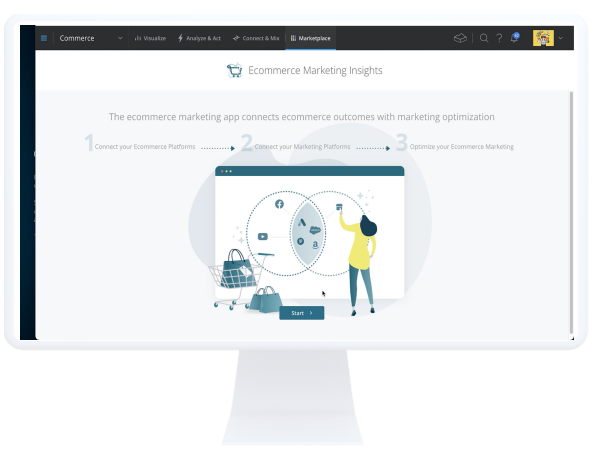 Commerce Visualize Analyze & Act Connect & Mix Marketplace
Ecommerce Marketing Insights
The ecommerce marketing app connects ecommerce outcomes with marketing optimization
1 Connect your Ecommerce Platforms 2 Connect your Marketing Platforms 3 Optimize your Ecommerce Marketing
Start